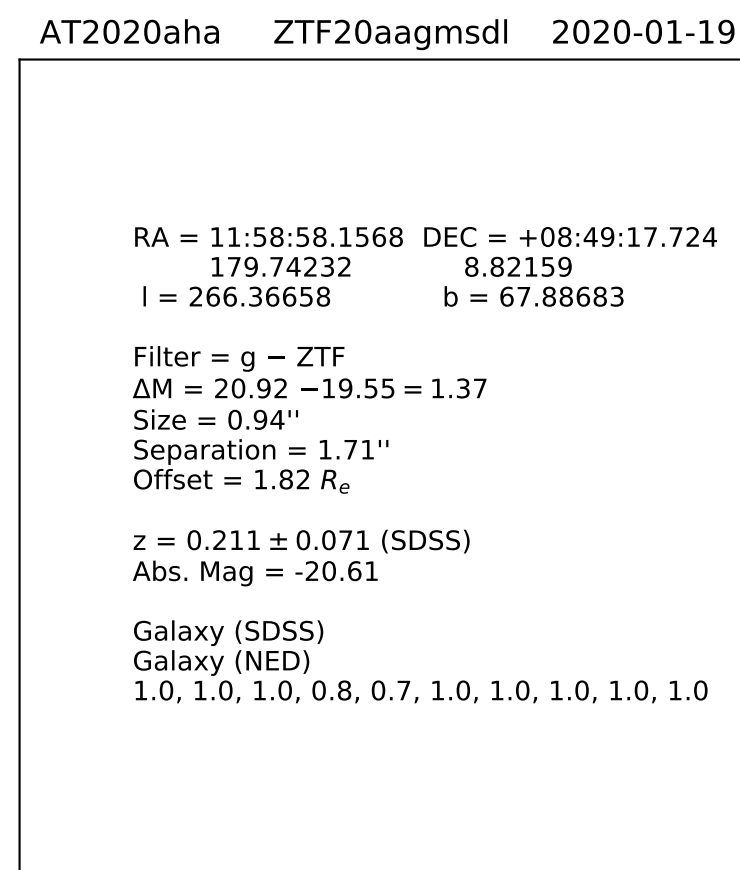 AT2020aha ZTF20aagmsdl 2020-01-19
RA = 11:58:58.1568 DEC = +08:49:17.724
179.74232 8.82159
l = 266.36658 b = 67.88683
Filter = g − ZTF
ΔM = 20.92 −19.55 = 1.37
Size = 0.94''
Separation = 1.71''
Offset = 1.82 Re
z = 0.211 ± 0.071 (SDSS)
Abs. Mag = -20.61
Galaxy (SDSS)
Galaxy (NED)
1.0, 1.0, 1.0, 0.8, 0.7, 1.0, 1.0, 1.0, 1.0, 1.0